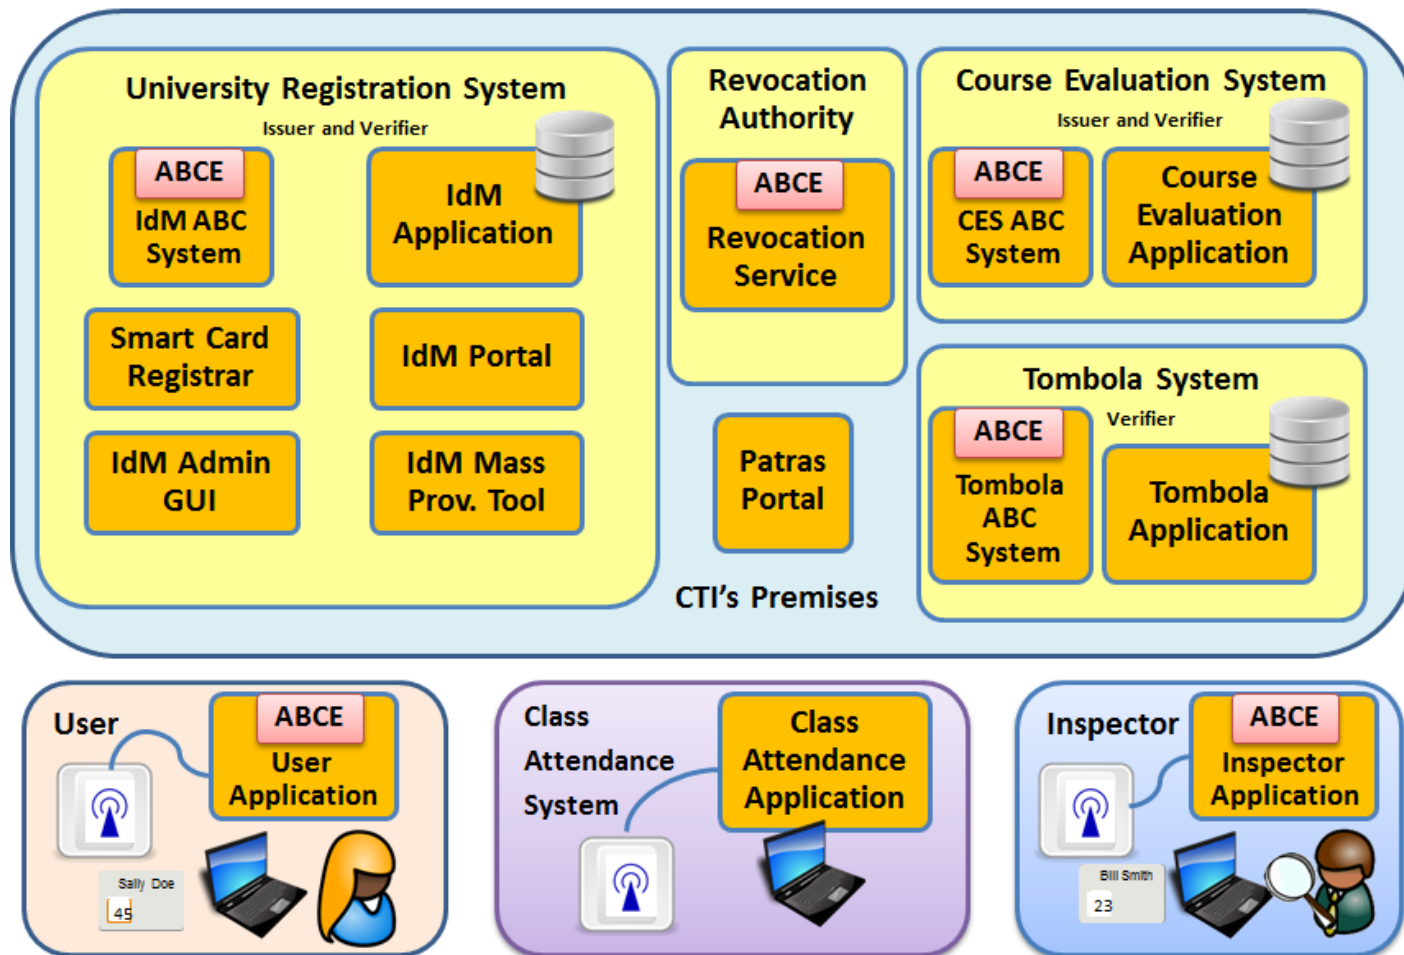 University Registration System
Issuer and Verifier
ABCE
IdM ABC
System
IdM
Application
Smart Card
Registrar
IdM Portal
IdM Admin
GUI
IdM Mass
Prov. Tool
Revocation
Authority
ABCE
Revocation
Service
Patras
Portal
CTI's Premises
Course Evaluation System
Issuer and Verifier
ABCE
CES ABC
System
Course
Evaluation
Application
Tombola System
Verifier
ABCE
Tombola
ABC
System
Tombola
Application
User
ABCE
User
Application
Sally Doe
45
Class
Attendance
System
Class
Attendance
Application
Inspector
ABCE
Inspector
Application
Bill Smith
23